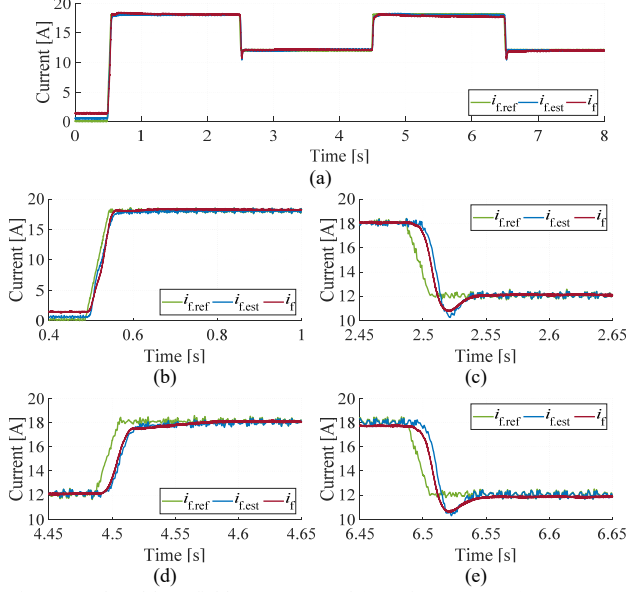 Current [A]
20
15
10
5
0
i_f.ref i_f.est i_f
0 1 2 3 4 5 6 7 8
Time [s]
(a)
Current [A]
20
15
10
5
0
i_f.ref i_f.est i_f
0.4 0.6 0.8 1
Time [s]
(b)
Current [A]
20
18
16
14
12
10
i_f.ref i_f.est i_f
2.45 2.5 2.55 2.6 2.65
Time [s]
(c)
Current [A]
20
18
16
14
12
10
i_f.ref i_f.est i_f
4.45 4.5 4.55 4.6 4.65
Time [s]
(d)
Current [A]
20
18
16
14
12
10
i_f.ref i_f.est i_f
6.45 6.5 6.55 6.6 6.65
Time [s]
(e)